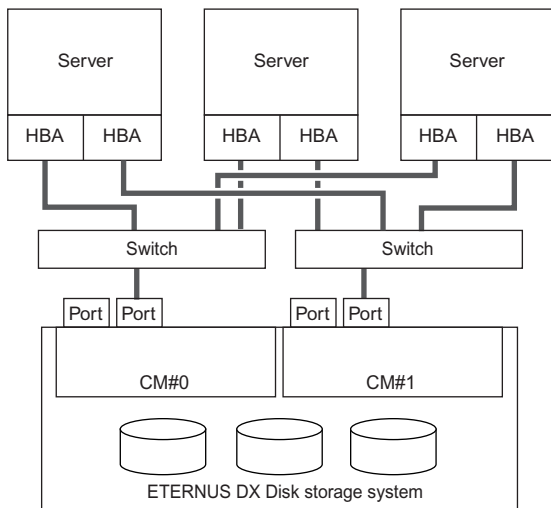 Server Server Server
HBA HBA HBA HBA HBA HBA
Switch Switch
Port Port Port Port
CM#0 CM#1
ETERNUS DX Disk storage system